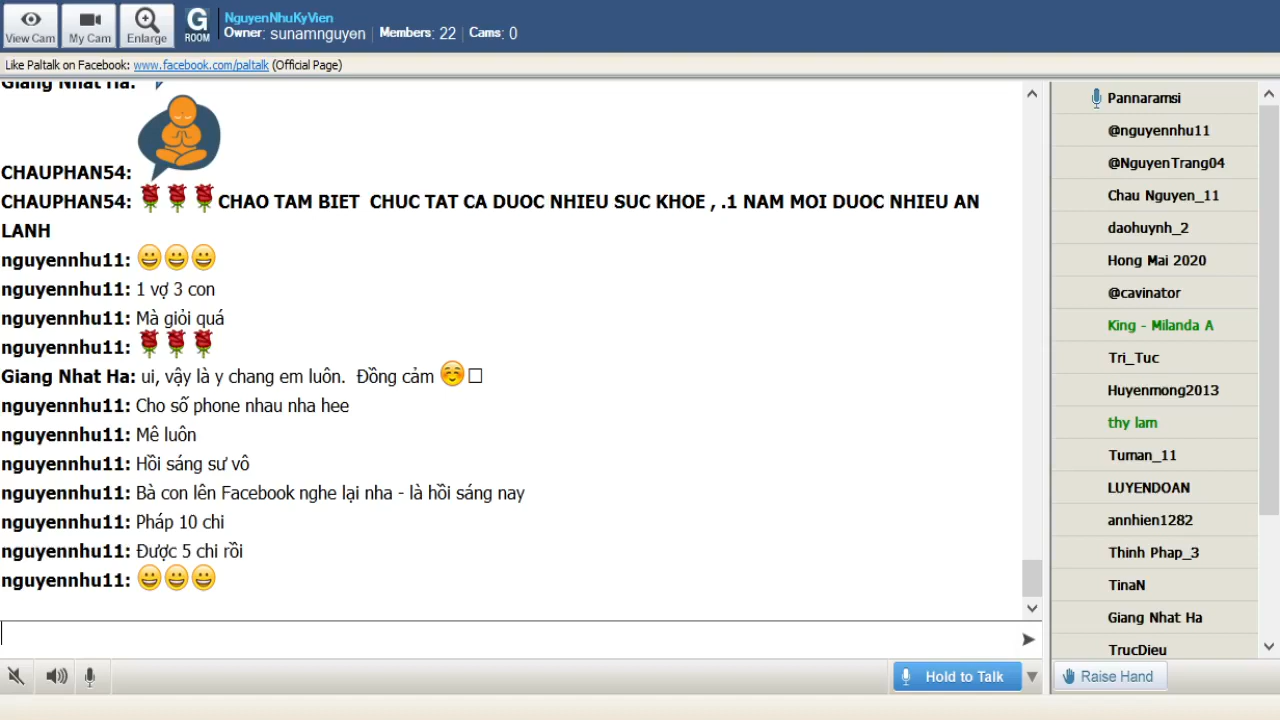 NguyenNhuKyVien
View Cam My Cam Enlarge G ROOM Owner: sunamnguyen Members: 22 Cams: 0
Like Paltalk on Facebook: www.facebook.com/paltalk (Official Page)
Giang Nhat Ha:
CHAUPHAN54:
CHAUPHAN54: CHAO TAM BIET CHUC TAT CA DUOC NHIEU SUC KHOE , .1 NAM MOI DUOC NHIEU AN
LANH
nguyennhu11:
nguyennhu11: 1 vợ 3 con
nguyennhu11: Mà giỏi quá
nguyennhu11:
Giang Nhat Ha: ui, vậy là y chang em luôn. Đồng cảm
nguyennhu11: Cho số phone nhau nha hee
nguyennhu11: Mê luôn
nguyennhu11: Hồi sáng sư vô
nguyennhu11: Bà con lên Facebook nghe lại nha - là hồi sáng nay
nguyennhu11: Pháp 10 chi
nguyennhu11: Được 5 chi rồi
nguyennhu11:
Pannaramsi
@nguyennhu11
@NguyenTrang04
Chau Nguyen_11
daohuynh_2
Hong Mai 2020
@cavinator
King - Milanda A
Tri_Tuc
Huyenmong2013
thy lam
Tuman_11
LUYENDOAN
annhien1282
Thinh Phap_3
TinaN
Giang Nhat Ha
TrucDieu
Hold to Talk
Raise Hand